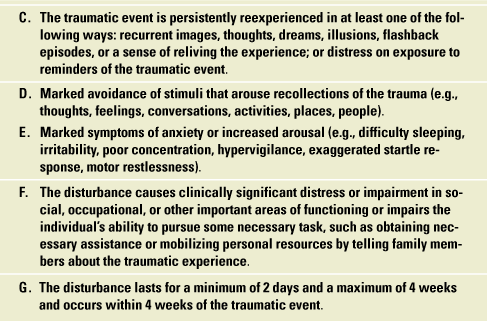 C. The traumatic event is persistently reexperienced in at least one of the fol-
lowing ways: recurrent images, thoughts, dreams, illusions, flashback
episodes, or a sense of reliving the experience; or distress on exposure to
reminders of the traumatic event.
D. Marked avoidance of stimuli that arouse recollections of the trauma (e.g.,
thoughts, feelings, conversations, activities, places, people).
E. Marked symptoms of anxiety or increased arousal (e.g., difficulty sleeping,
irritability, poor concentration, hypervigilance, exaggerated startle re-
sponse, motor restlessness).
F. The disturbance causes clinically significant distress or impairment in so-
cial, occupational, or other important areas of functioning or impairs the
individual's ability to pursue some necessary task, such as obtaining nec-
essary assistance or mobilizing personal resources by telling family mem-
bers about the traumatic experience.
G. The disturbance lasts for a minimum of 2 days and a maximum of 4 weeks
and occurs within 4 weeks of the traumatic event.